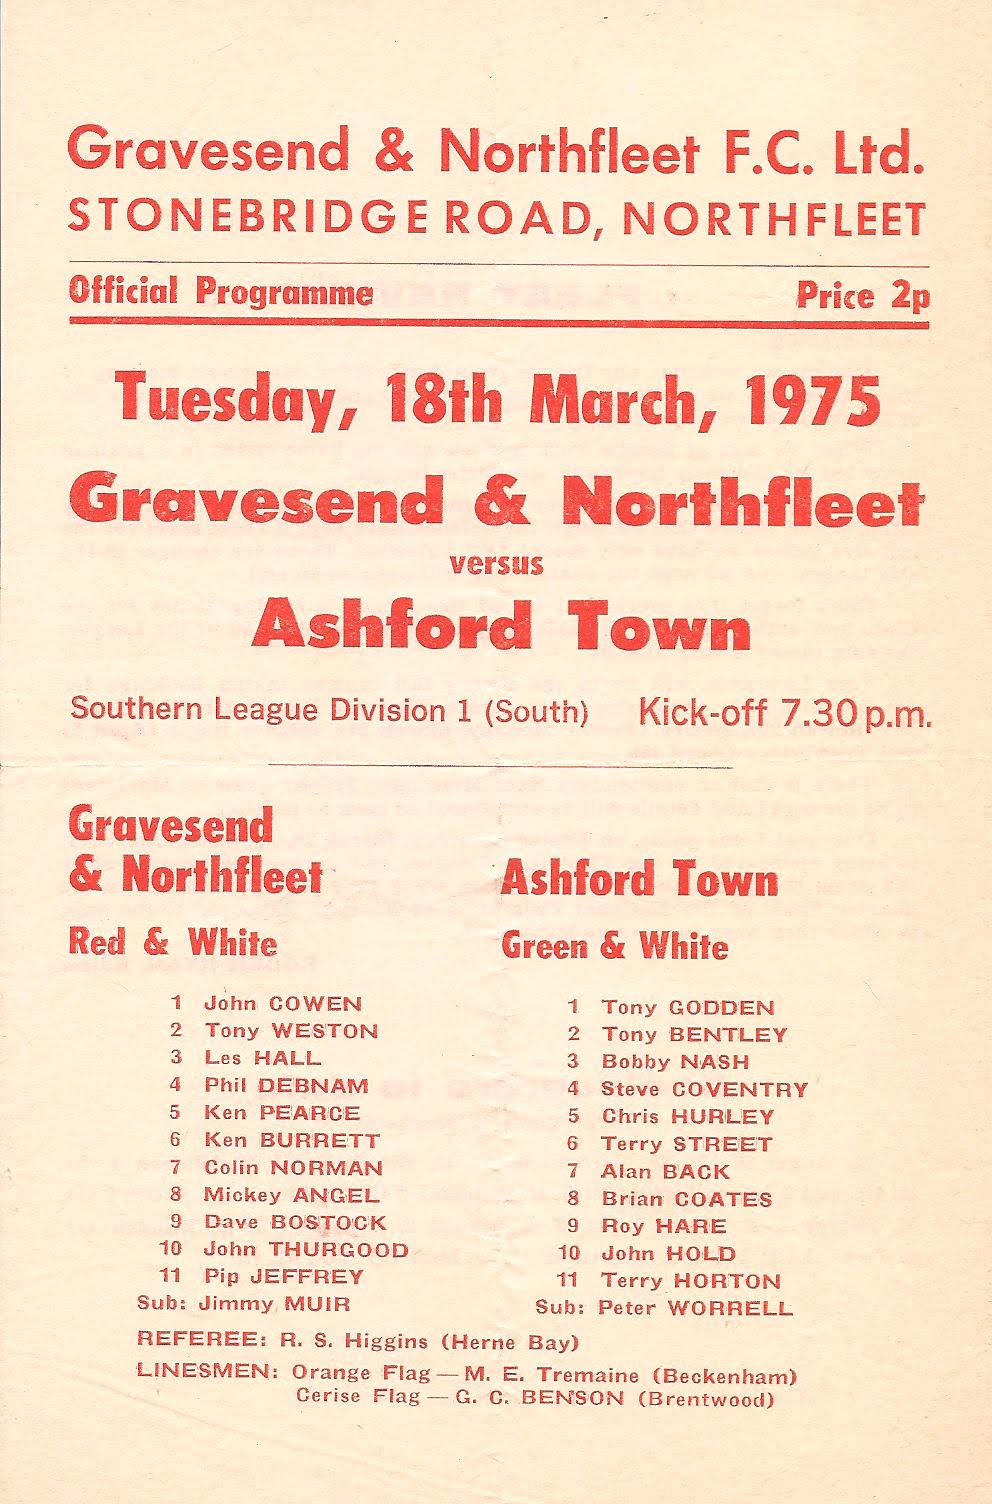 Gravesend & Northfleet F.C. Ltd.
STONEBRIDGE ROAD, NORTHFLEET
Official Programme Price 2p
Tuesday, 18th March, 1975
Gravesend & Northfleet
versus
Ashford Town
Southern League Division 1 (South) Kick-off 7.30 p.m.
Gravesend
& Northfleet
Red & White
1 John COWEN
2 Tony WESTON
3 Les HALL
4 Phil DEBNAM
5 Ken PEARCE
6 Ken BURRETT
7 Colin NORMAN
8 Mickey ANGEL
9 Dave BOSTOCK
10 John THURGOOD
11 Pip JEFFREY
Sub: Jimmy MUIR
Ashford Town
Green & White
1 Tony GODDEN
2 Tony BENTLEY
3 Bobby NASH
4 Steve COVENTRY
5 Chris HURLEY
6 Terry STREET
7 Alan BACK
8 Brian COATES
9 Roy HARE
10 John HOLD
11 Terry HORTON
Sub: Peter WORRELL
REFEREE: R. S. Higgins (Herne Bay)
LINESMEN: Orange Flag — M. E. Tremaine (Beckenham)
Cerise Flag — G. C. BENSON (Brentwood)